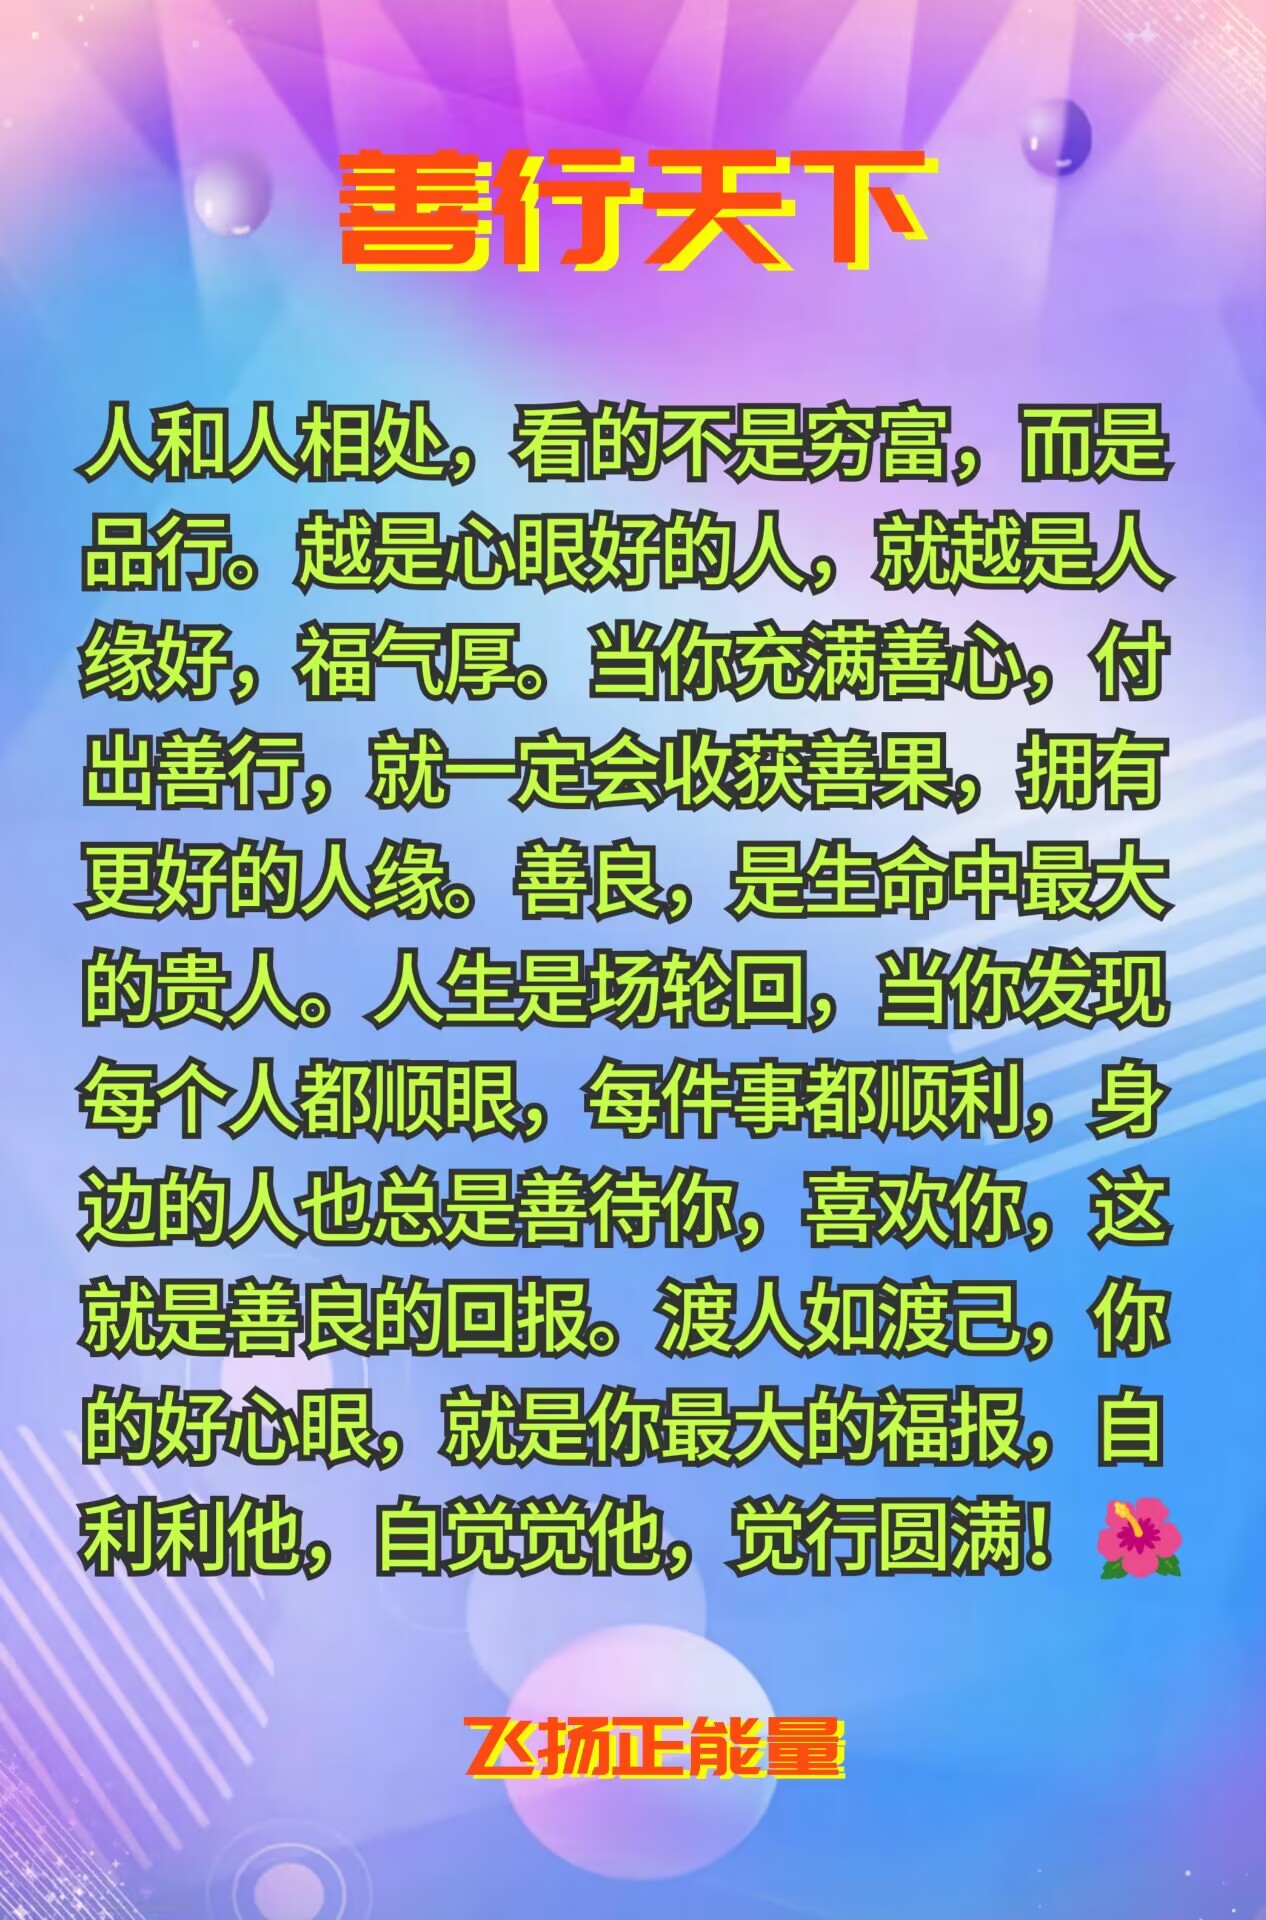 善行天下
人和人相处，看的不是穷富，而是
品行。越是心眼好的人，就越是人
缘好，福气厚。当你充满善心，付
出善行，就一定会收获善果，拥有
更好的人缘。善良，是生命中最大
的贵人。人生是场轮回，当你发现
每个人都顺眼，每件事都顺利，身
边的人也总是善待你，喜欢你，这
就是善良的回报。渡人如渡己，你
的好心眼，就是你最大的福报，自
利利他，自觉觉他，觉行圆满！🌺
飞扬正能量